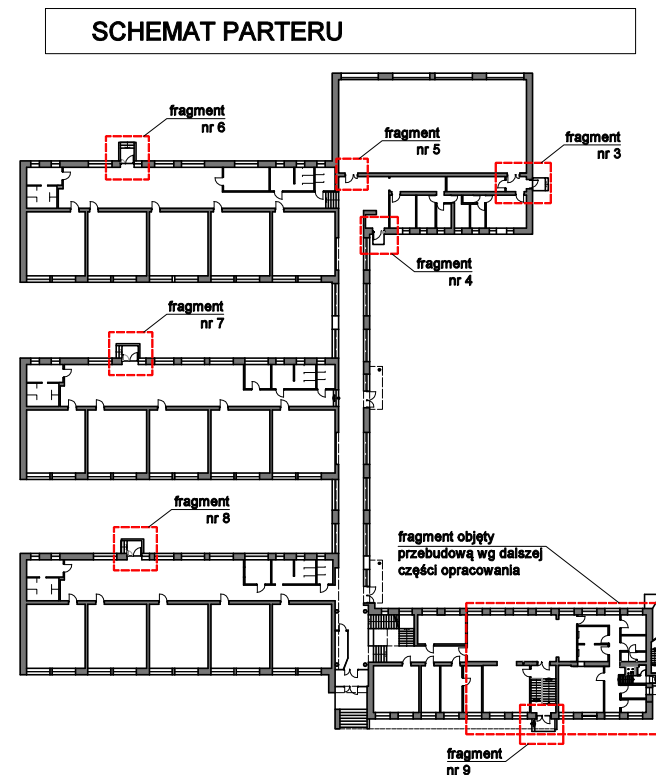 SCHEMAT PARTERU
fragment
nr 6
fragment
nr 5
fragment
nr 3
fragment
nr 4
fragment
nr 7
fragment
nr 8
fragment objęty
przebudową wg dalszej
części opracowania
fragment
nr 9